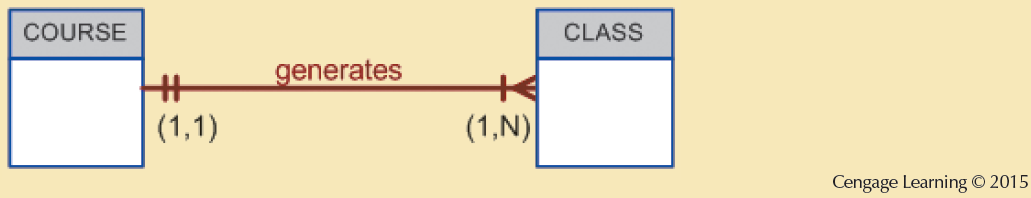 COURSE
CLASS
generates
(1,1)
(1,N)
Cengage Learning © 2015